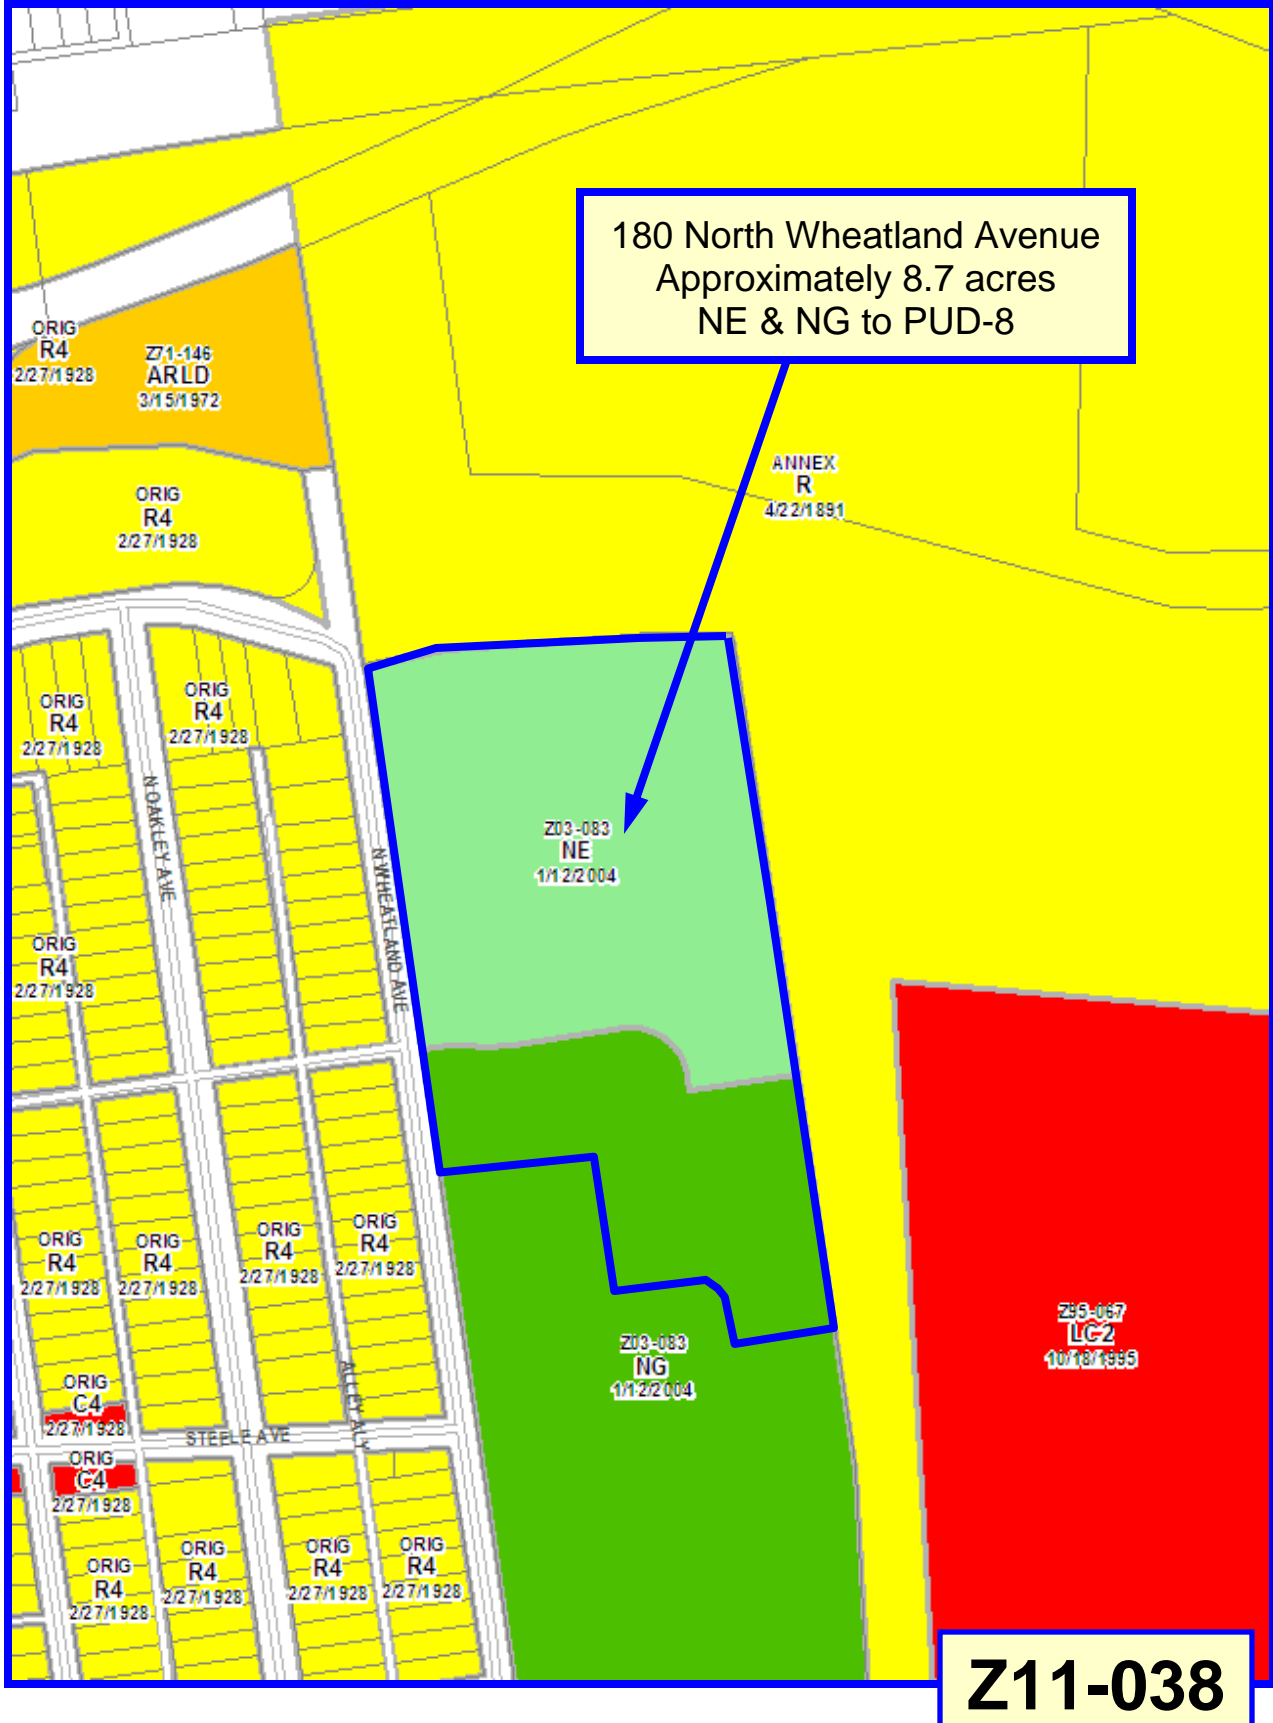 180 North Wheatland Avenue
Approximately 8.7 acres
NE & NG to PUD-8
ORIG
R4
2/27/1928
Z71-146
ARLD
3/15/1972
ORIG
R4
2/27/1928
ANNEX
R
4/22/1891
ORIG
R4
2/27/1928
ORIG
R4
2/27/1928
N OAKLEY AVE
N WHEATLAND AVE
Z03-083
NE
1/12/2004
ORIG
R4
2/27/1928
ORIG
R4
2/27/1928
ORIG
R4
2/27/1928
ORIG
R4
2/27/1928
ORIG
R4
2/27/1928
Z03-083
NG
1/12/2004
Z95-067
LC2
10/18/1995
ORIG
C4
2/27/1928
STEELE AVE
ALLEY ALY
ORIG
C4
2/27/1928
ORIG
R4
2/27/1928
ORIG
R4
2/27/1928
ORIG
R4
2/27/1928
ORIG
R4
2/27/1928
Z11-038